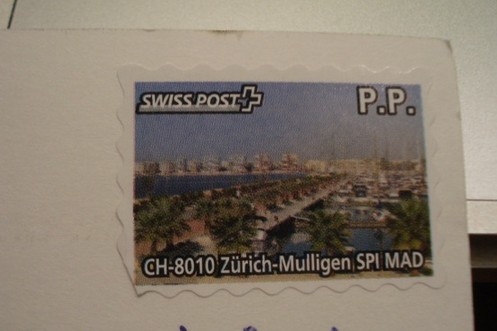 SWISS POST P.P.
CH-8010 Zürich-Mulligen SPI MAD